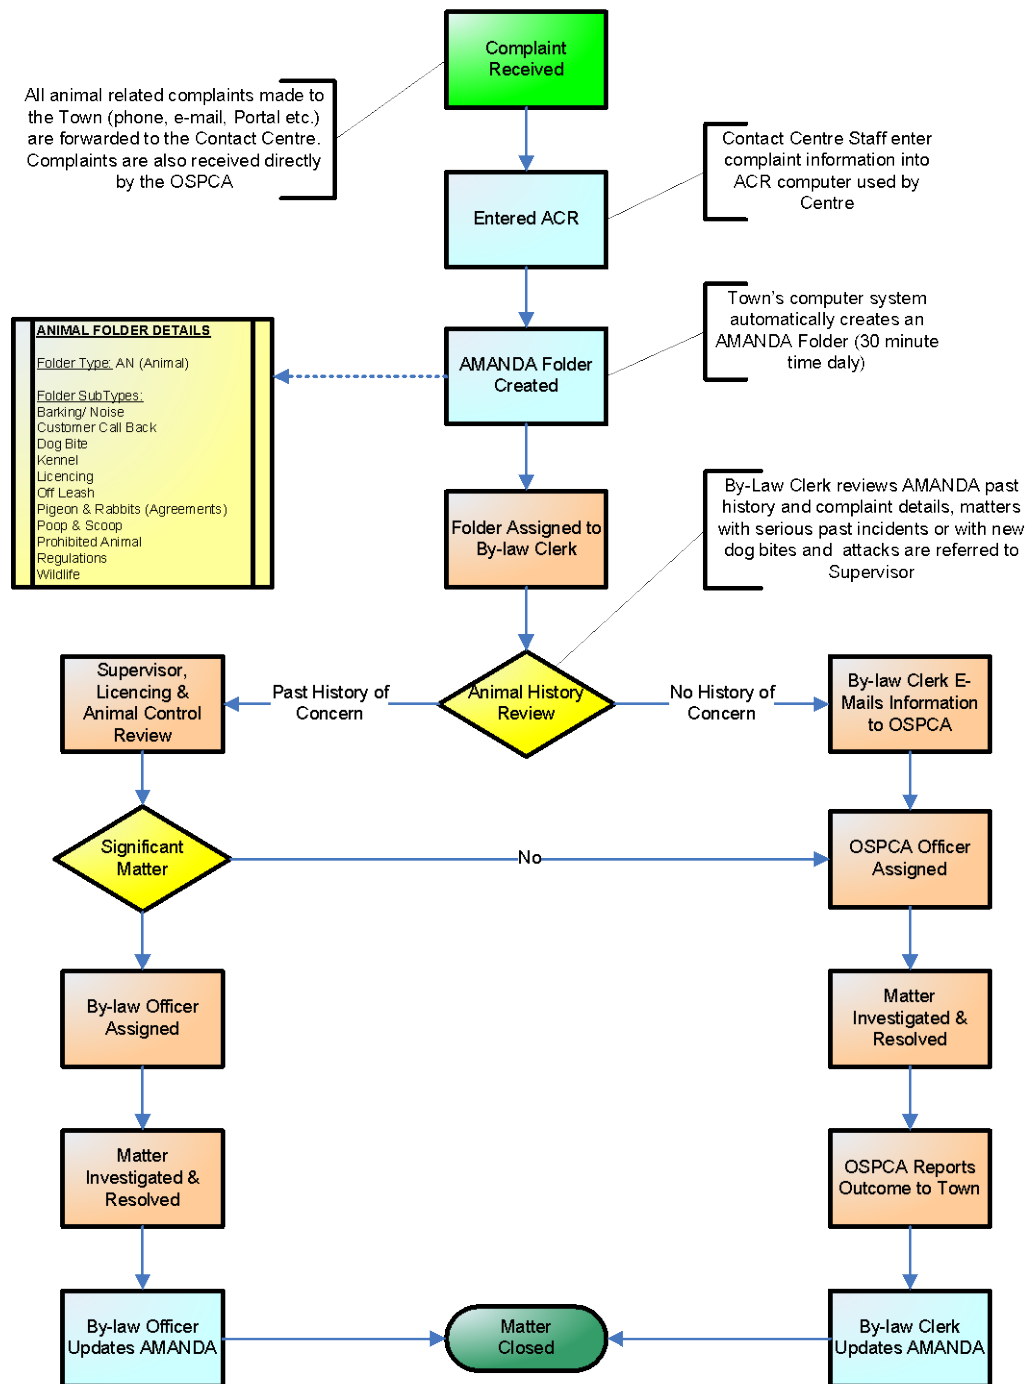 Complaint
Received
All animal related complaints made to
the Town (phone, e-mail, Portal etc.)
are forwarded to the Contact Centre.
Complaints are also received directly
by the OSPCA
Contact Centre Staff enter
complaint information into
ACR computer used by
Centre
Entered ACR
Town's computer system
automatically creates an
AMANDA Folder (30 minute
time daly)
AMANDA Folder
Created
ANIMAL FOLDER DETAILS
Folder Type: AN (Animal)
Folder SubTypes:
Barking/ Noise
Customer Call Back
Dog Bite
Kennel
Licencing
Off Leash
Pigeon & Rabbits (Agreements)
Poop & Scoop
Prohibited Animal
Regulations
Wildlife
By-Law Clerk reviews AMANDA past
history and complaint details, matters
with serious past incidents or with new
dog bites and attacks are referred to
Supervisor
Folder Assigned to
By-law Clerk
Supervisor,
Licencing &
Animal Control
Review
Past History of
Concern
Animal History
Review
No History of
Concern
By-law Clerk E-
Mails Information
to OSPCA
Significant
Matter
No
OSPCA Officer
Assigned
By-law Officer
Assigned
Matter
Investigated &
Resolved
Matter
Investigated &
Resolved
OSPCA Reports
Outcome to Town
By-law Officer
Updates AMANDA
Matter
Closed
By-law Clerk
Updates AMANDA